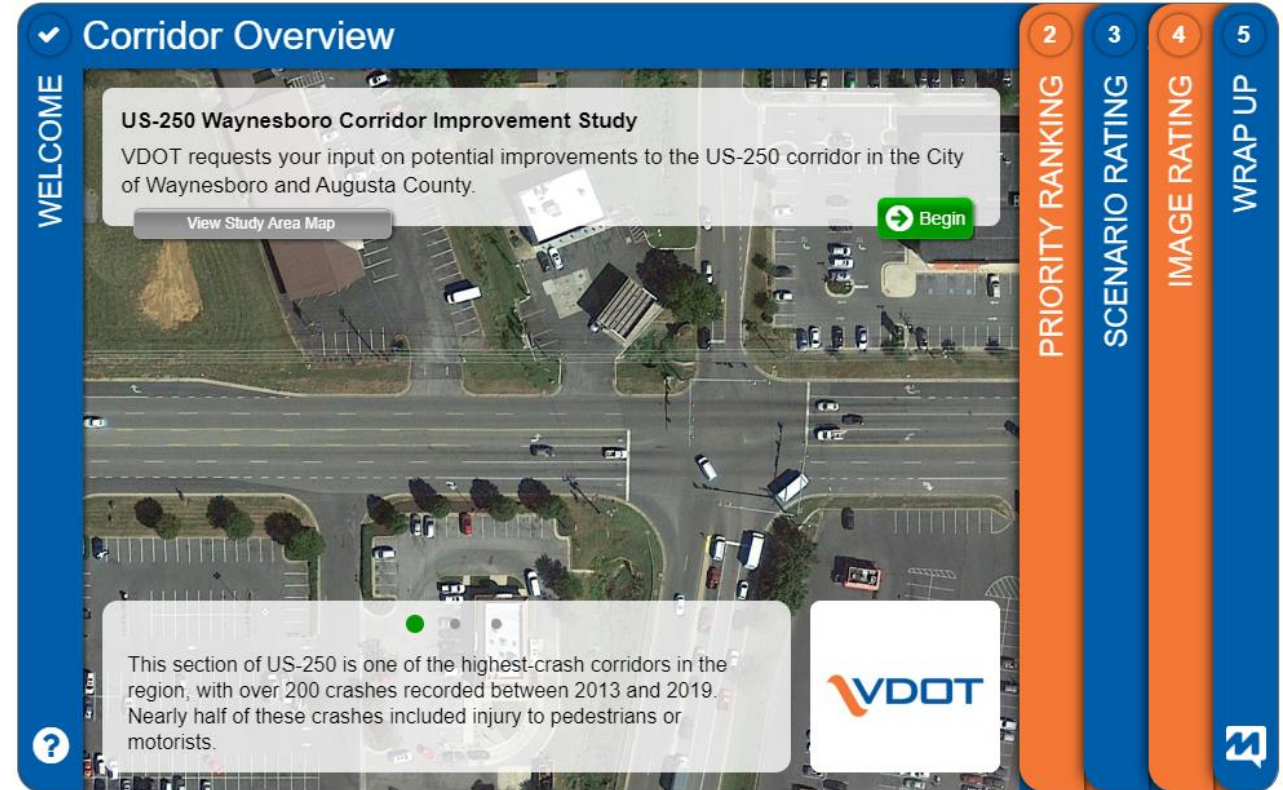 Corridor Overview
WELCOME
US-250 Waynesboro Corridor Improvement Study
VDOT requests your input on potential improvements to the US-250 corridor in the City
of Waynesboro and Augusta County.
View Study Area Map
Begin
This section of US-250 is one of the highest-crash corridors in the
region, with over 200 crashes recorded between 2013 and 2019.
Nearly half of these crashes included injury to pedestrians or
motorists.
VDOT
?
2
PRIORITY RANKING
3
SCENARIO RATING
4
IMAGE RATING
5
WRAP UP